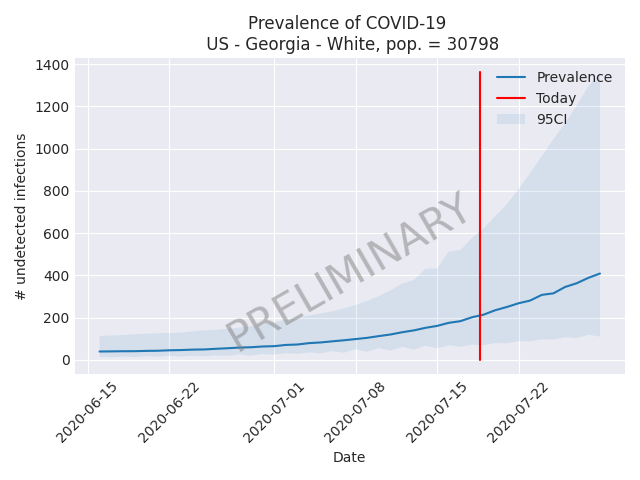 Prevalence of COVID-19
US - Georgia - White, pop. = 30798
1400
1200
1000
800
600
400
200
0
# undetected infections
Prevalence
Today
95CI
PRELIMINARY
2020-06-15
2020-06-22
2020-07-01
2020-07-08
2020-07-15
2020-07-22
Date